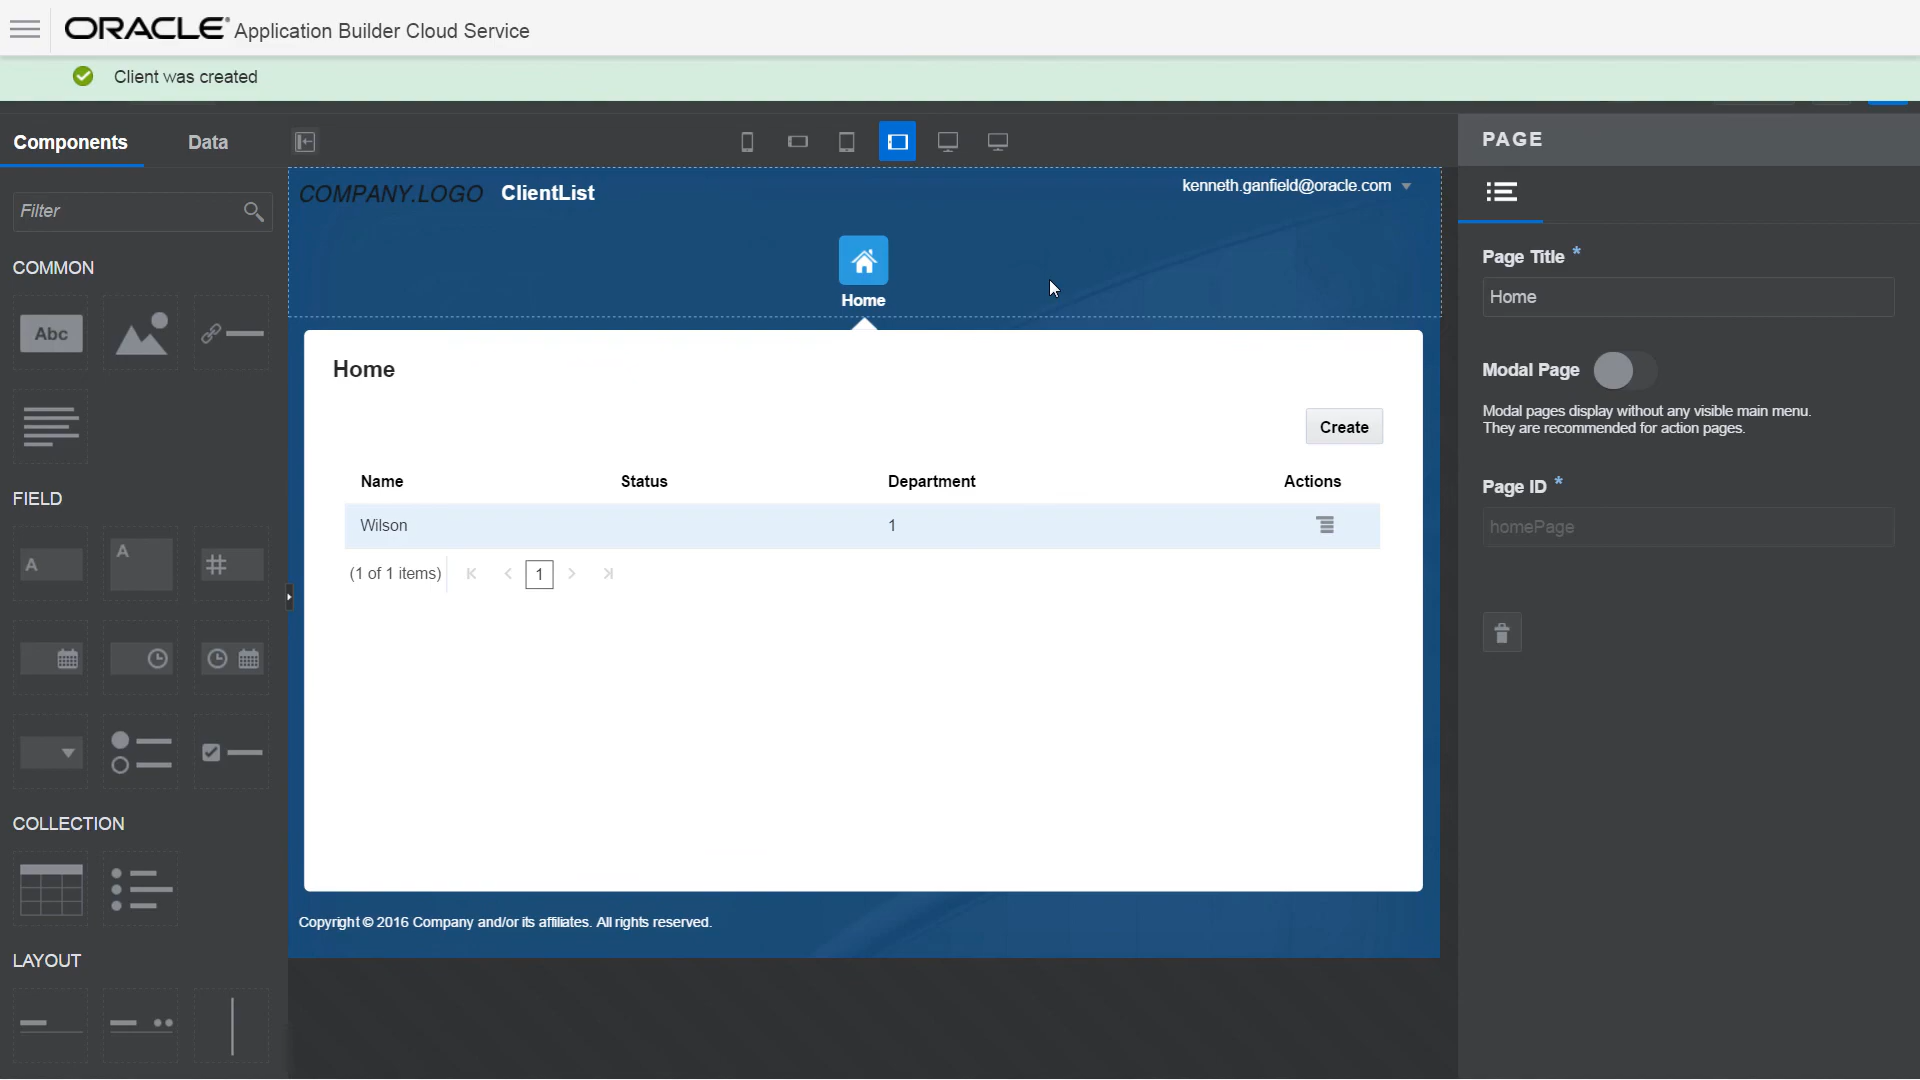 ORACLE® Application Builder Cloud Service
Client was created
Components
Data
PAGE
COMPANY.LOGO
ClientList
kenneth.ganfield@oracle.com
Filter
Page Title *
Home
COMMON
Abc
Home
Modal Page
Modal pages display without any visible main menu.
They are recommended for action pages.
Home
Create
Name
Status
Department
Actions
Page ID *
homePage
FIELD
Wilson
1
A
A
#
(1 of 1 items)
1
COLLECTION
Copyright © 2016 Company and/or its affiliates. All rights reserved.
LAYOUT